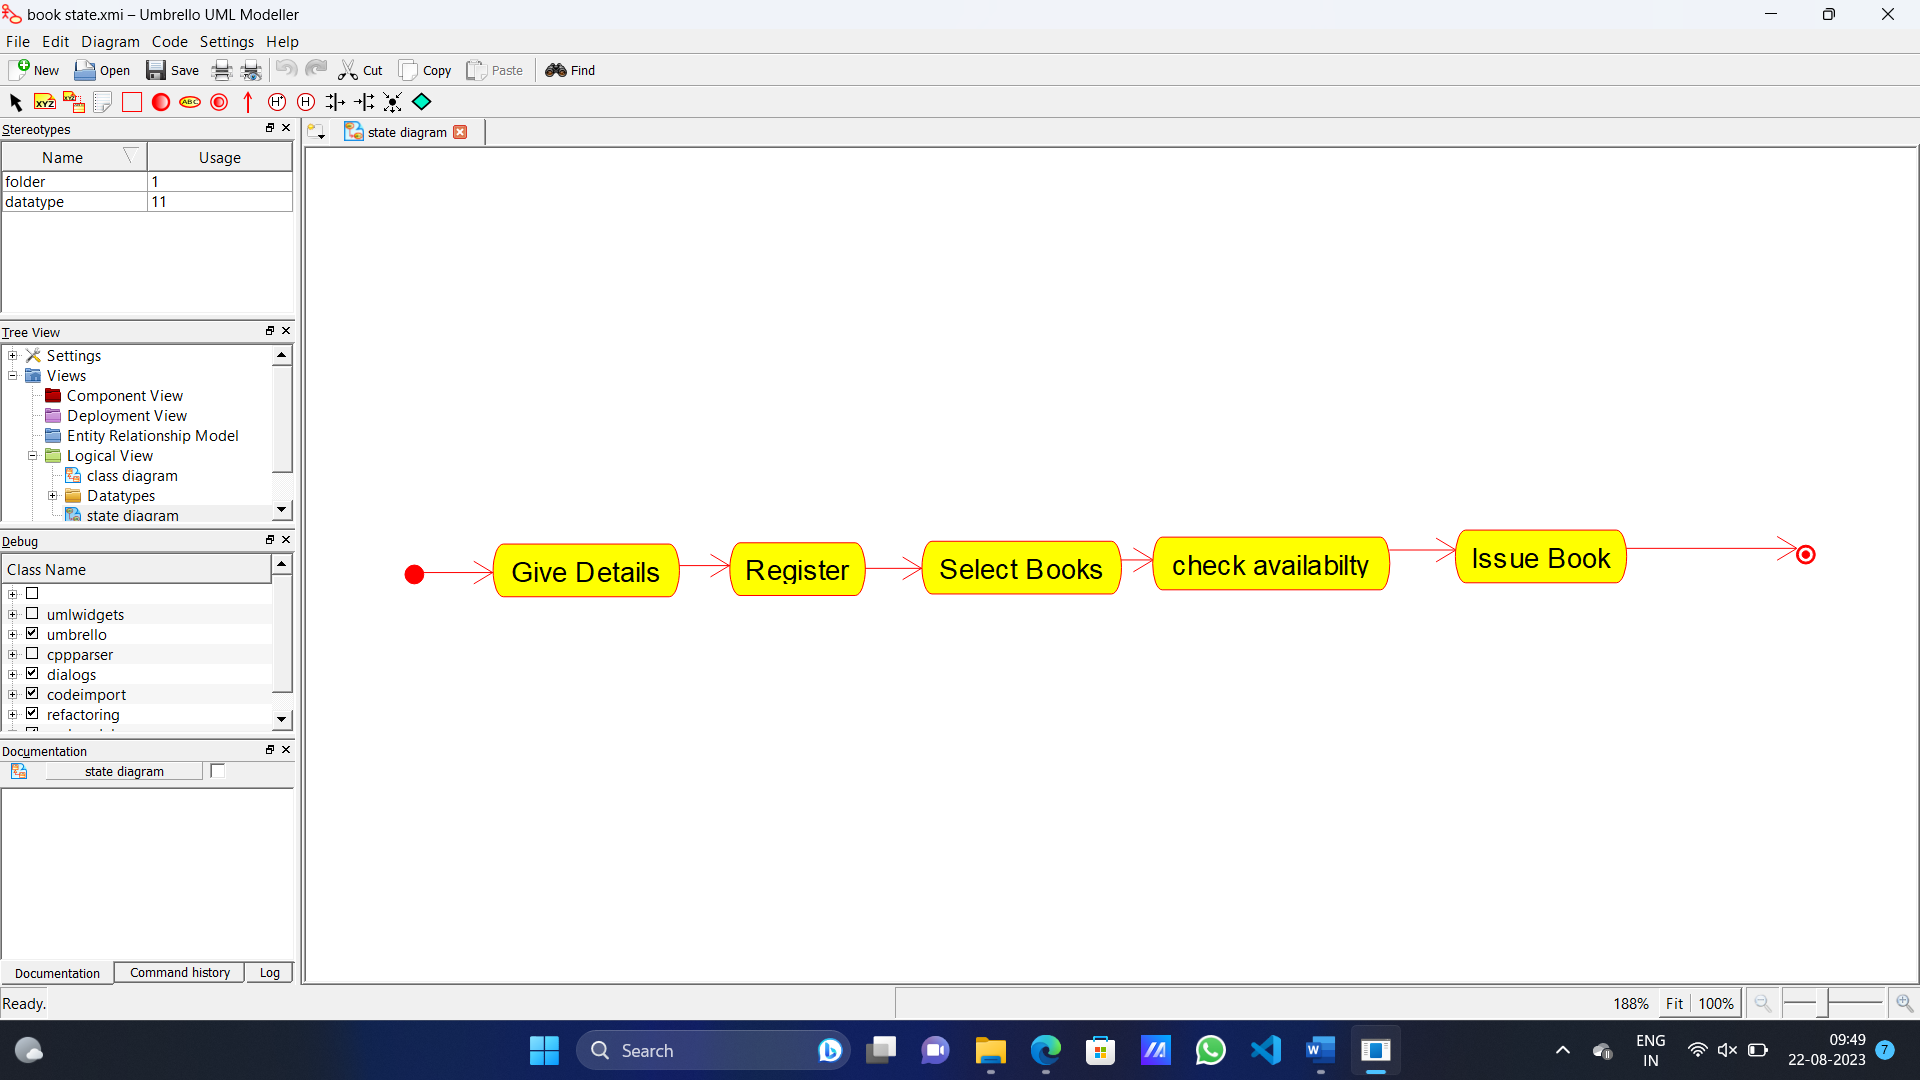 book state.xmi – Umbrello UML Modeller
File Edit Diagram Code Settings Help
New Open Save Cut Copy Paste Find
XYZ XYZ ABC H* H
Stereotypes
state diagram
Name Usage
folder 1
datatype 11
Tree View
Settings
Views
Component View
Deployment View
Entity Relationship Model
Logical View
class diagram
Datatypes
state diagram
Give Details Register Select Books check availabilty Issue Book
Debug
Class Name
umlwidgets
umbrello
cppparser
dialogs
codeimport
refactoring
Documentation
state diagram
Documentation Command history Log
Ready. 188% Fit 100%
Search
ENG
IN
09:49
22-08-2023
7